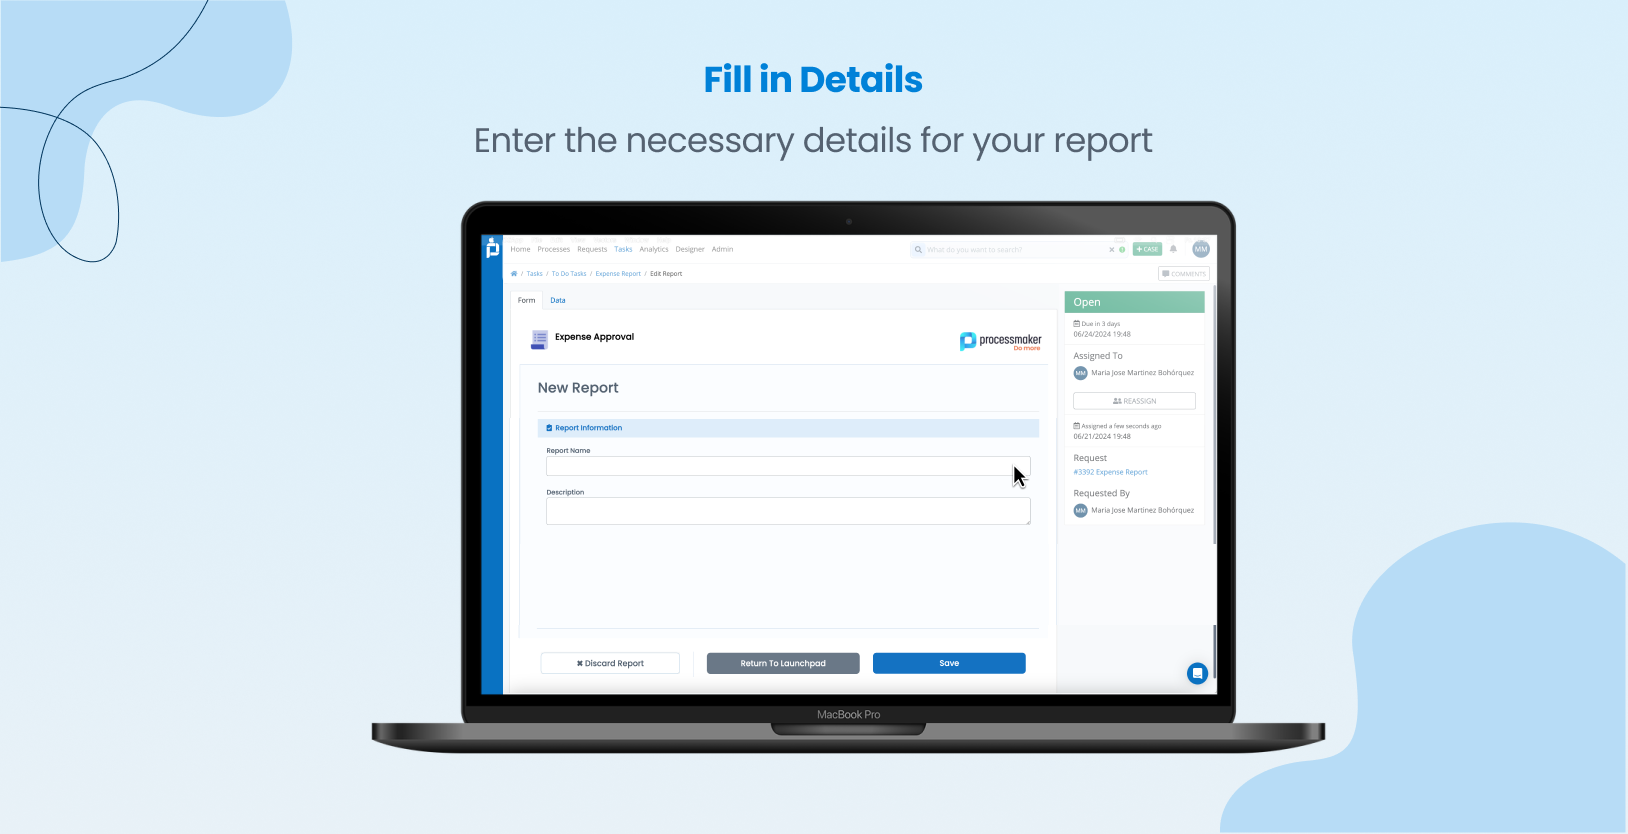 Fill in Details
Enter the necessary details for your report
Home Processes Requests Tasks Analytics Designer Admin
What do you want to search?
+ CASE
MM
/ Tasks / To Do Tasks / Expense Report / Edit Report
COMMENTS
Form Data
Expense Approval
processmaker
Do more
New Report
Report Information
Report Name
Description
Discard Report
Return To Launchpad
Save
Open
Due in 3 days
06/24/2024 19:48
Assigned To
MM Maria Jose Martinez Bohórquez
REASSIGN
Assigned a few seconds ago
06/21/2024 19:48
Request
#3392 Expense Report
Requested By
MM Maria Jose Martinez Bohórquez
MacBook Pro